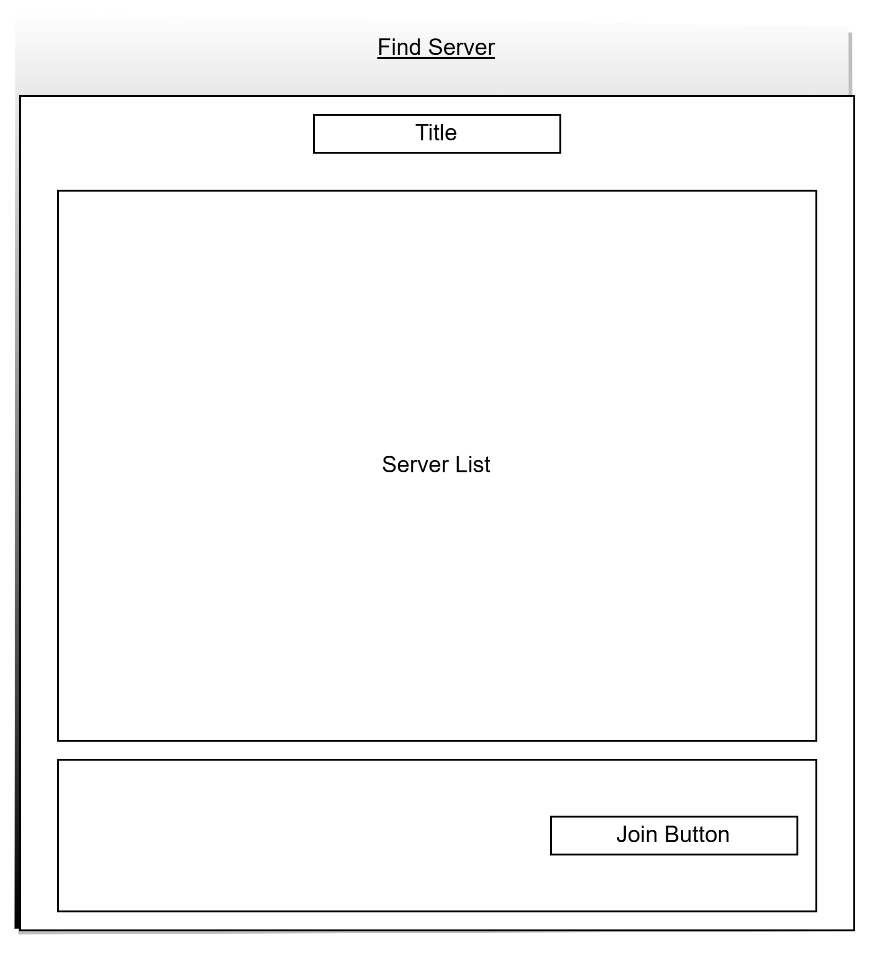 Find Server
Title
Server List
Join Button